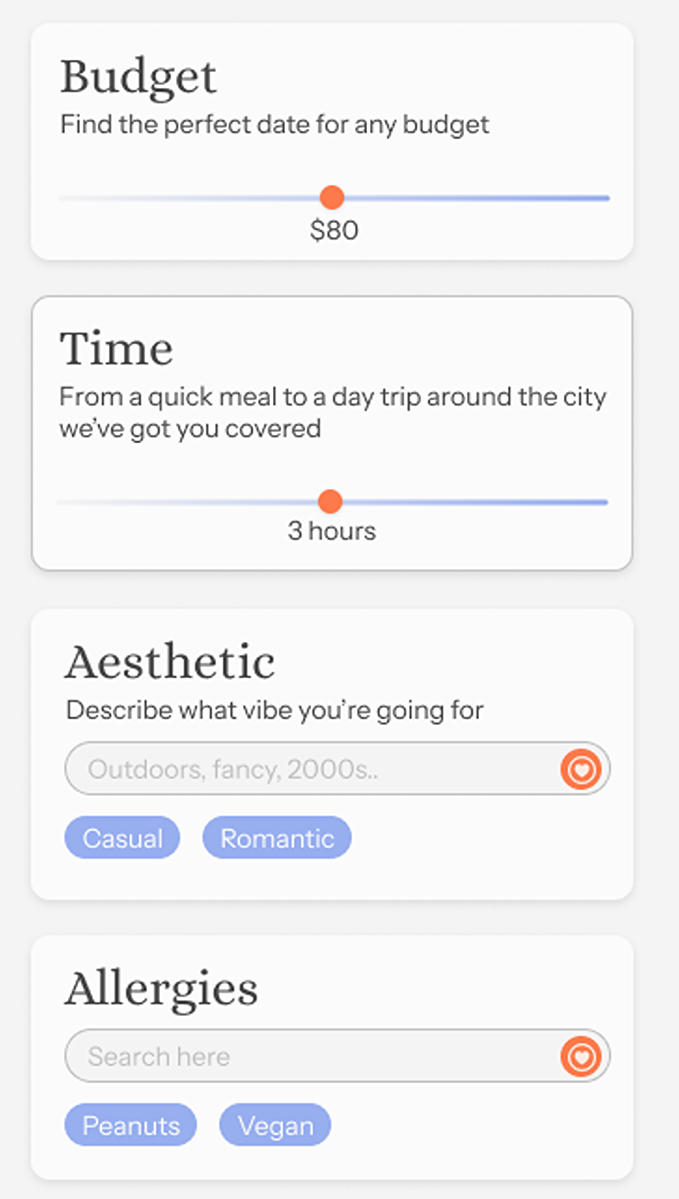 Budget
Find the perfect date for any budget
$80
Time
From a quick meal to a day trip around the city
we’ve got you covered
3 hours
Aesthetic
Describe what vibe you’re going for
Outdoors, fancy, 2000s..
Casual Romantic
Allergies
Search here
Peanuts Vegan